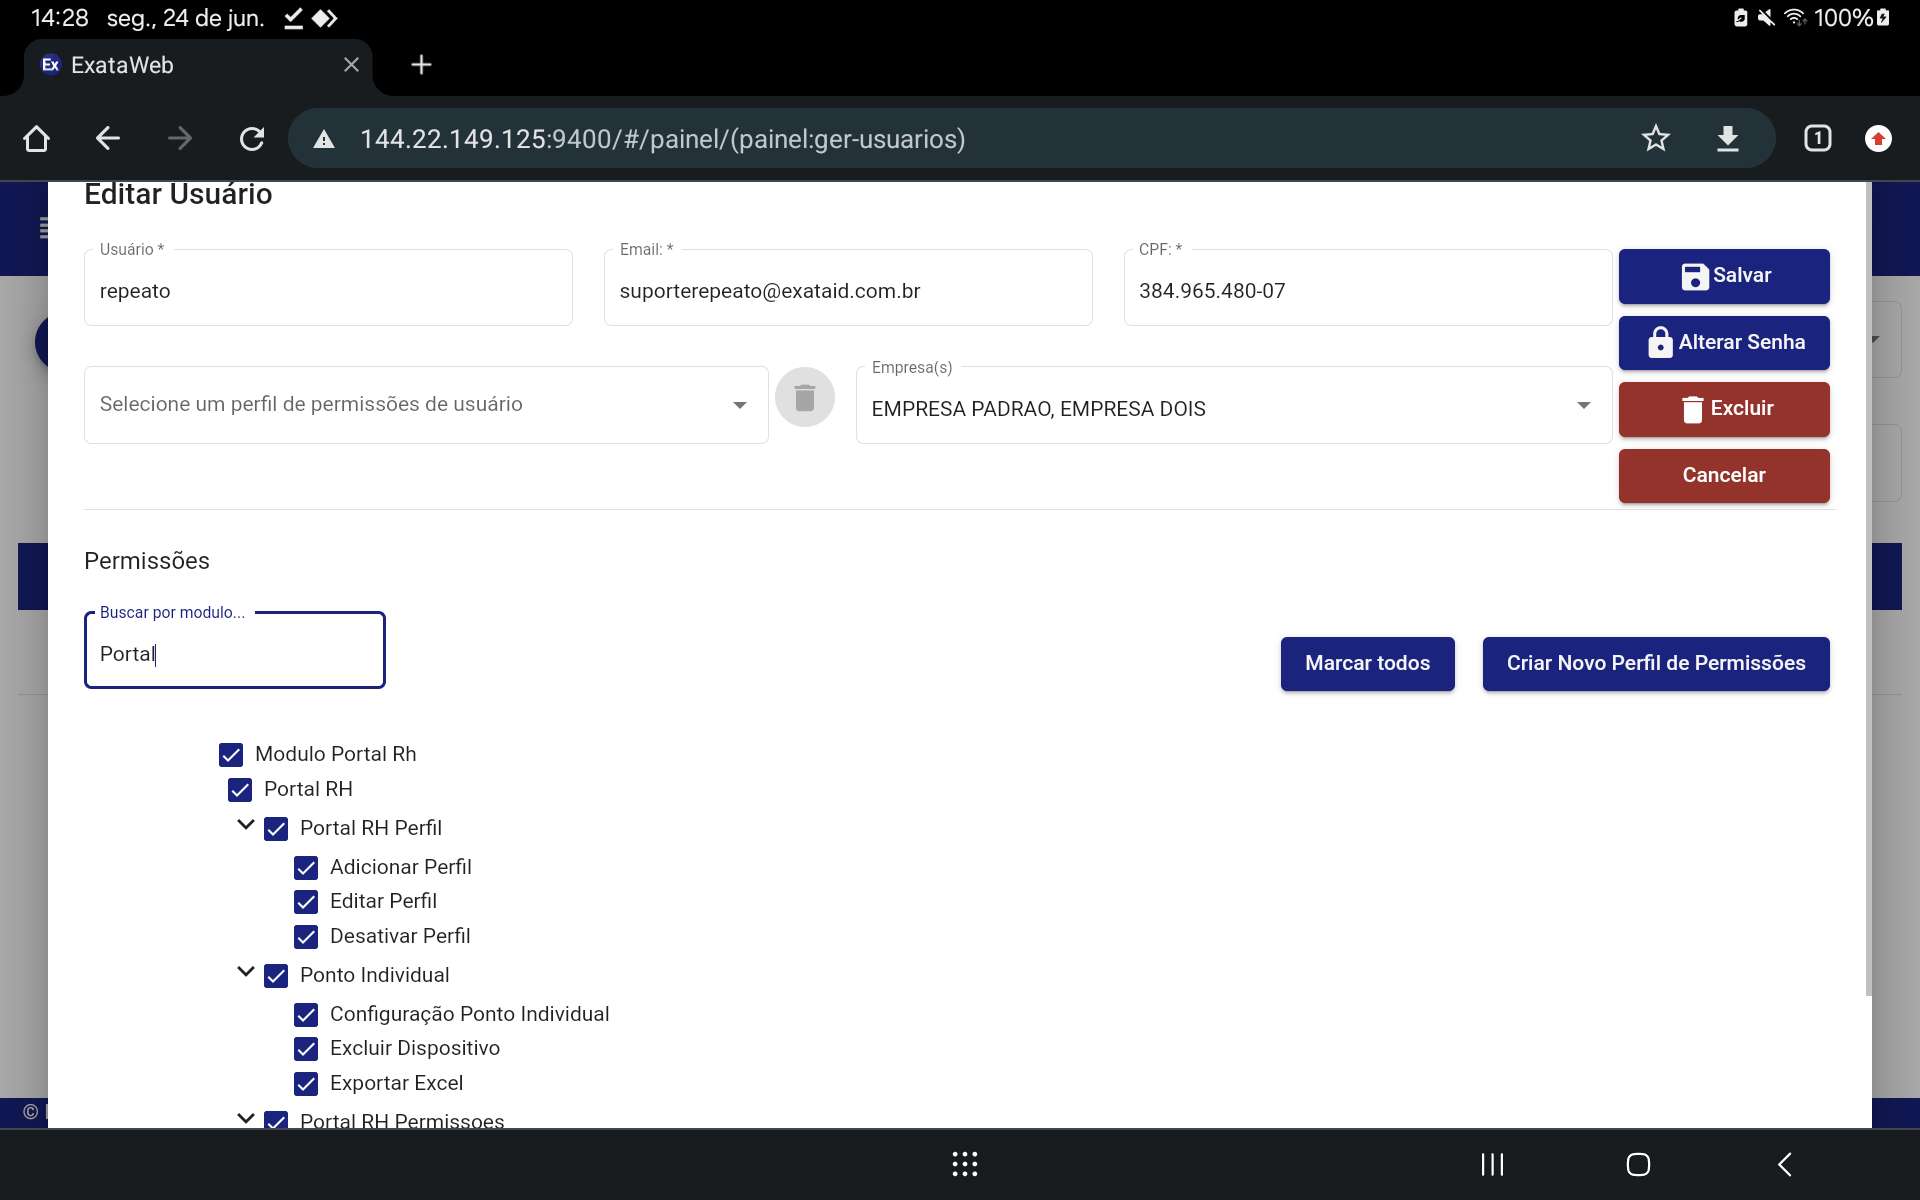 14:28 seg., 24 de jun. 100%
Ex ExataWeb
144.22.149.125:9400/#/painel/(painel:ger-usuarios) 1
Editar Usuário
Usuário * Email: * CPF: *
repeato suporterepeato@exataid.com.br 384.965.480-07 Salvar
Alterar Senha
Empresa(s)
Selecione um perfil de permissões de usuário EMPRESA PADRAO, EMPRESA DOIS Excluir
Cancelar
Permissões
Buscar por modulo...
Portal Marcar todos Criar Novo Perfil de Permissões
Modulo Portal Rh
Portal RH
Portal RH Perfil
Adicionar Perfil
Editar Perfil
Desativar Perfil
Ponto Individual
Configuração Ponto Individual
Excluir Dispositivo
Exportar Excel
©
Portal RH Permissoes